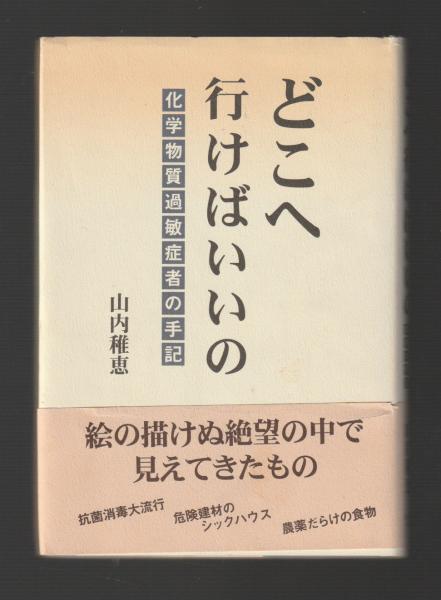 どこへ
行けばいいの
化学物質過敏症者の手記
山内稚恵
絵の描けぬ絶望の中で
見えてきたもの
抗菌消毒大流行
危険建材の
シックハウス
農薬だらけの食物